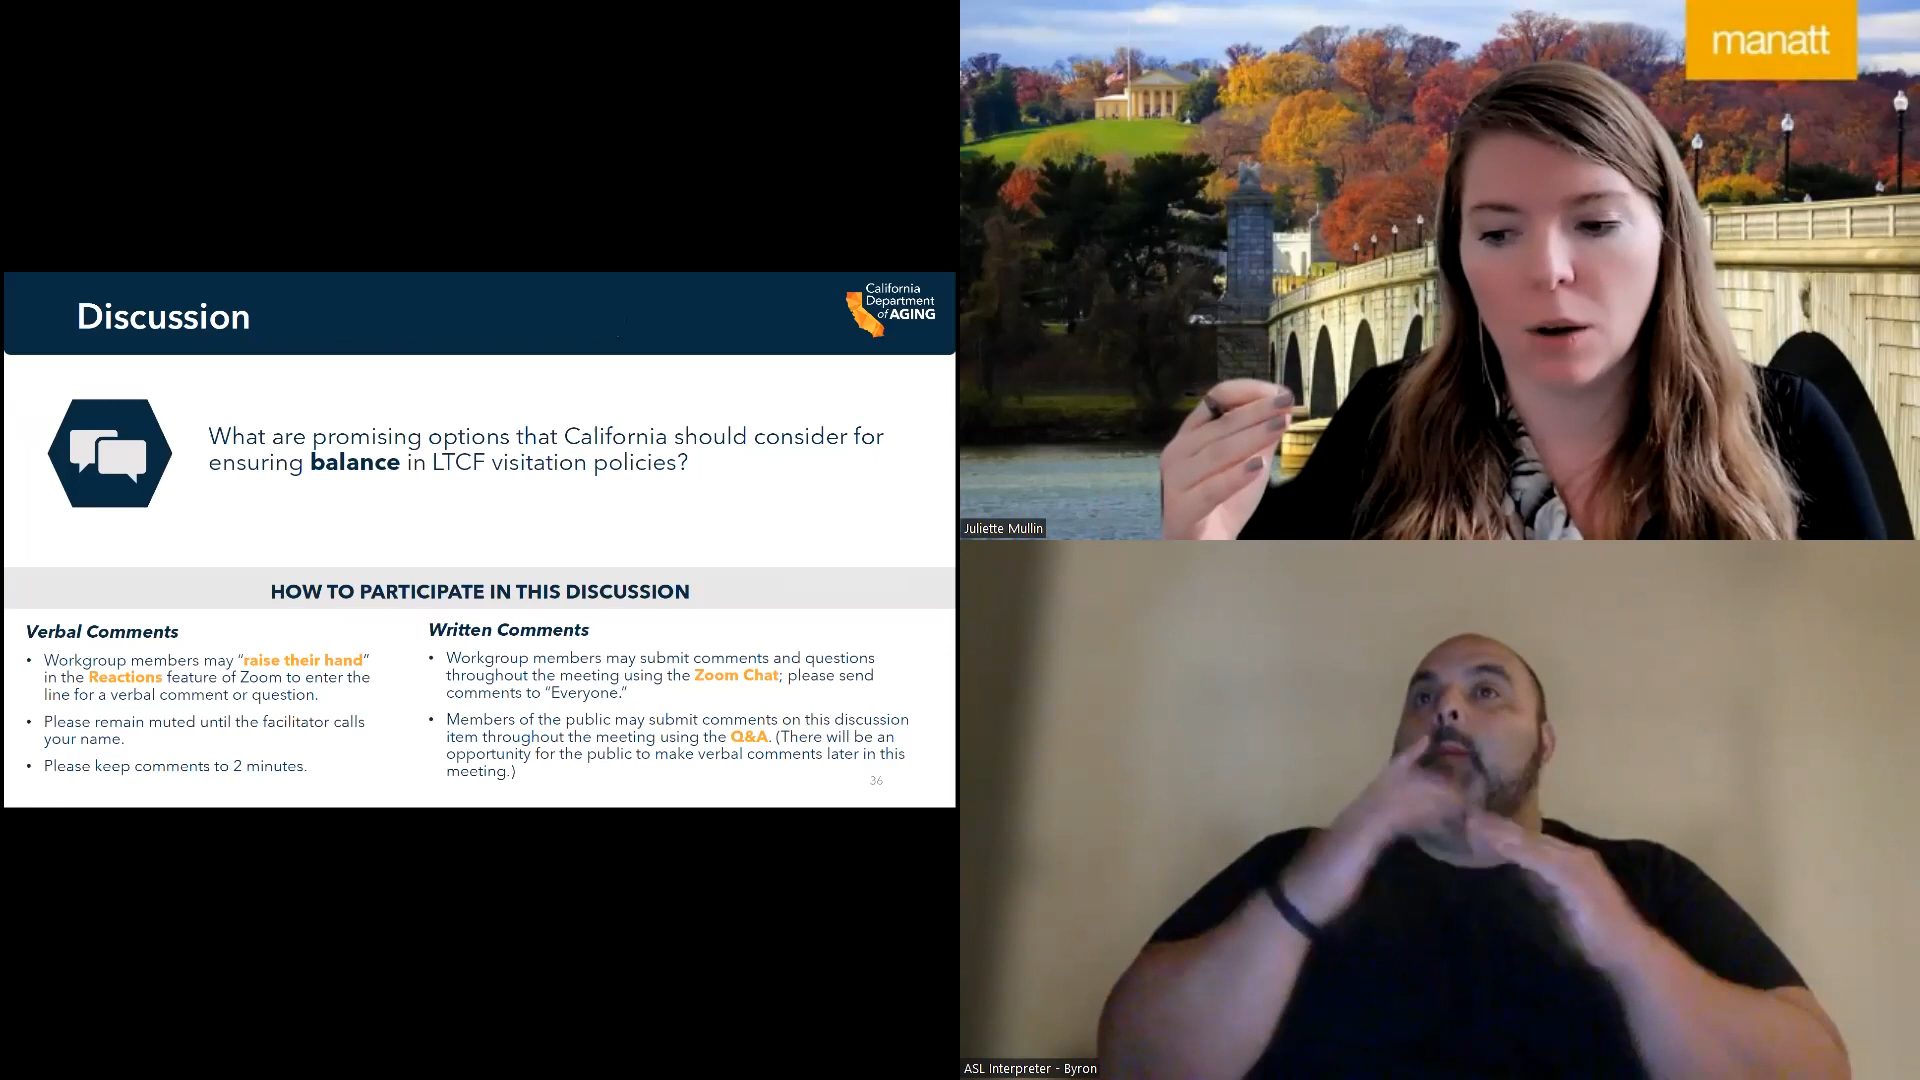 Discussion
California
Department
of AGING
What are promising options that California should consider for
ensuring balance in LTCF visitation policies?
HOW TO PARTICIPATE IN THIS DISCUSSION
Verbal Comments
• Workgroup members may “raise their hand”
in the Reactions feature of Zoom to enter the
line for a verbal comment or question.
• Please remain muted until the facilitator calls
your name.
• Please keep comments to 2 minutes.
Written Comments
• Workgroup members may submit comments and questions
throughout the meeting using the Zoom Chat; please send
comments to “Everyone.”
• Members of the public may submit comments on this discussion
item throughout the meeting using the Q&A. (There will be an
opportunity for the public to make verbal comments later in this
meeting.)
36
manatt
Juliette Mullin
ASL Interpreter - Byron